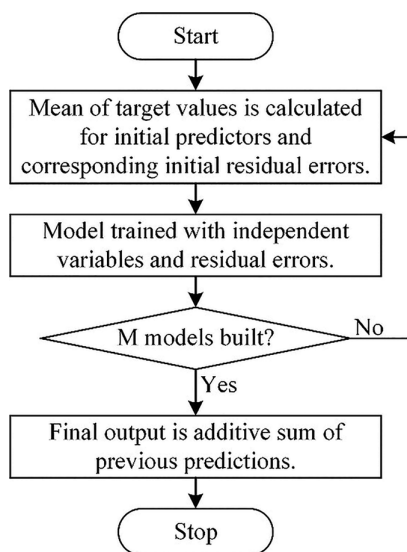 Start
Mean of target values is calculated
for initial predictors and
corresponding initial residual errors.
Model trained with independent
variables and residual errors.
M models built?
No
Yes
Final output is additive sum of
previous predictions.
Stop